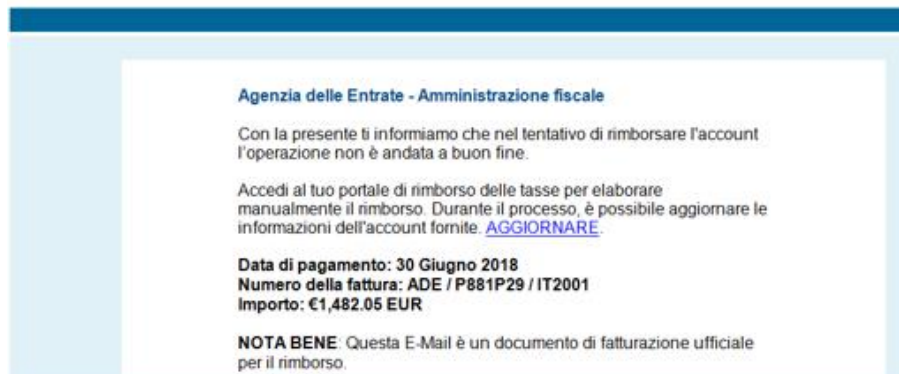 Agenzia delle Entrate - Amministrazione fiscale
Con la presente ti informiamo che nel tentativo di rimborsare l'account
l'operazione non è andata a buon fine.
Accedi al tuo portale di rimborso delle tasse per elaborare
manualmente il rimborso. Durante il processo, è possibile aggiornare le
informazioni dell'account fornite. AGGIORNARE.
Data di pagamento: 30 Giugno 2018
Numero della fattura: ADE / P881P29 / IT2001
Importo: €1,482.05 EUR
NOTA BENE: Questa E-Mail è un documento di fatturazione ufficiale
per il rimborso.